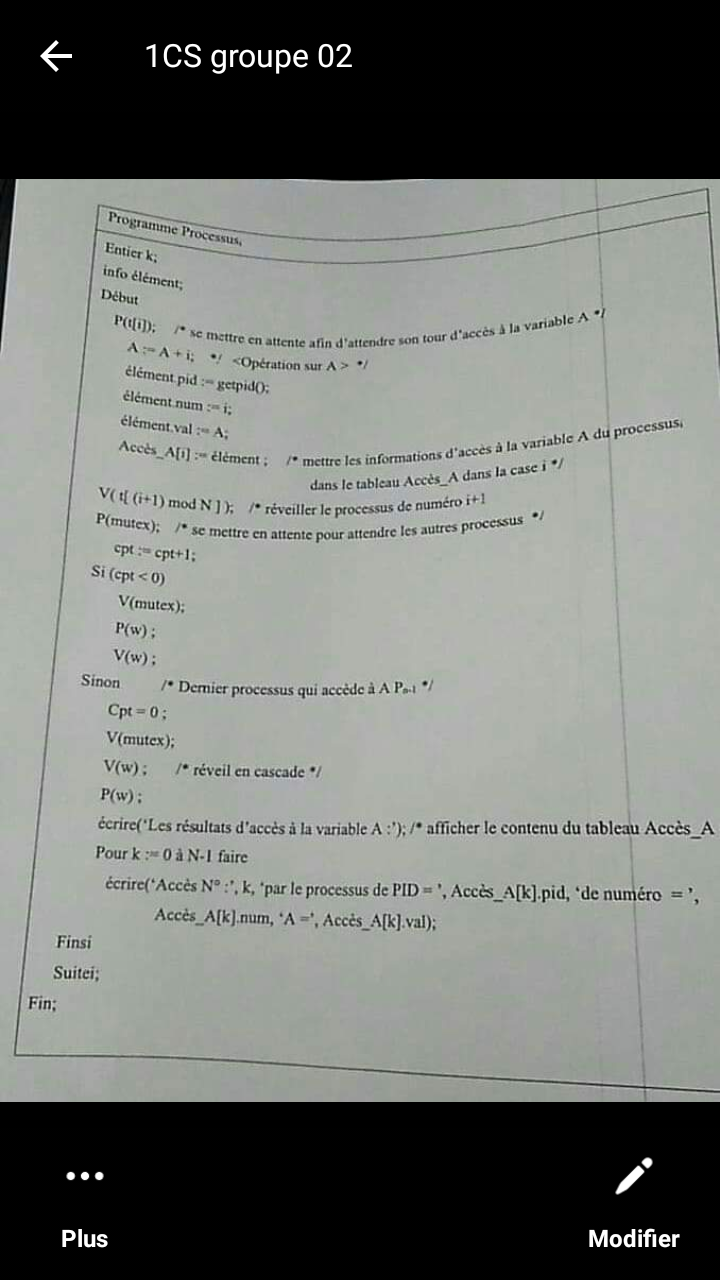 1CS groupe 02
Programme Processusi
Entier k;
info élément;
Début
P(t[i]); /* se mettre en attente afin d'attendre son tour d'accès à la variable A */
A := A + i; */ <Opération sur A > */
élément.pid := getpid();
élément.num := i;
élément.val := A;
Accès_A[i] := élément ; /* mettre les informations d'accès à la variable A du processusi
dans le tableau Accès_A dans la case i */
V( t[ (i+1) mod N ] ); /* réveiller le processus de numéro i+1
P(mutex); /* se mettre en attente pour attendre les autres processus */
cpt := cpt+1;
Si (cpt < 0)
V(mutex);
P(w) ;
V(w) ;
Sinon /* Dernier processus qui accède à A Pn-1 */
Cpt = 0 ;
V(mutex);
V(w) ; /* réveil en cascade */
P(w) ;
écrire('Les résultats d'accès à la variable A :'); /* afficher le contenu du tableau Accès_A
Pour k := 0 à N-1 faire
écrire('Accès N° :', k, 'par le processus de PID = ', Accès_A[k].pid, 'de numéro = ',
Accès_A[k].num, 'A =', Accès_A[k].val);
Finsi
Suitei;
Fin;
Plus
Modifier